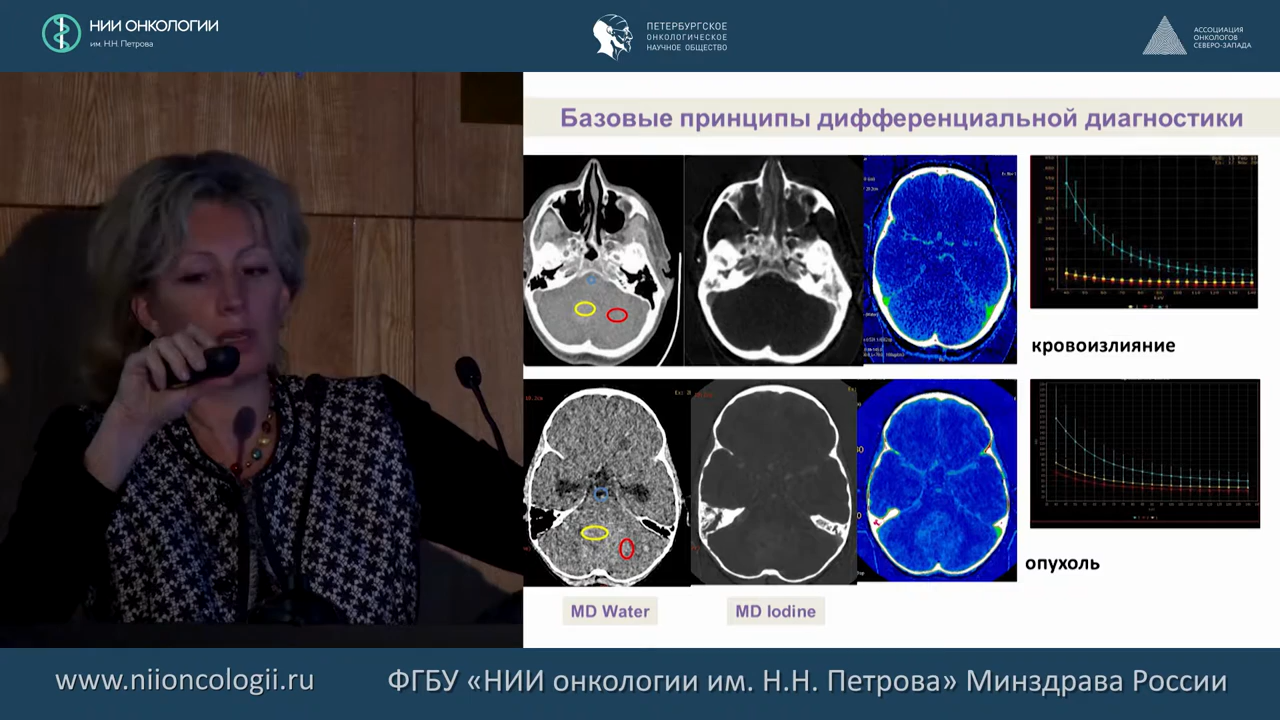 НИИ ОНКОЛОГИИ
им. Н.Н. Петрова
ПЕТЕРБУРГСКОЕ
ОНКОЛОГИЧЕСКОЕ
НАУЧНОЕ ОБЩЕСТВО
АССОЦИАЦИЯ
ОНКОЛОГОВ
СЕВЕРО-ЗАПАДА
Базовые принципы дифференциальной диагностики
кровоизлияние
опухоль
MD Water
MD Iodine
www.niioncologii.ru
ФГБУ «НИИ онкологии им. Н.Н. Петрова» Минздрава России